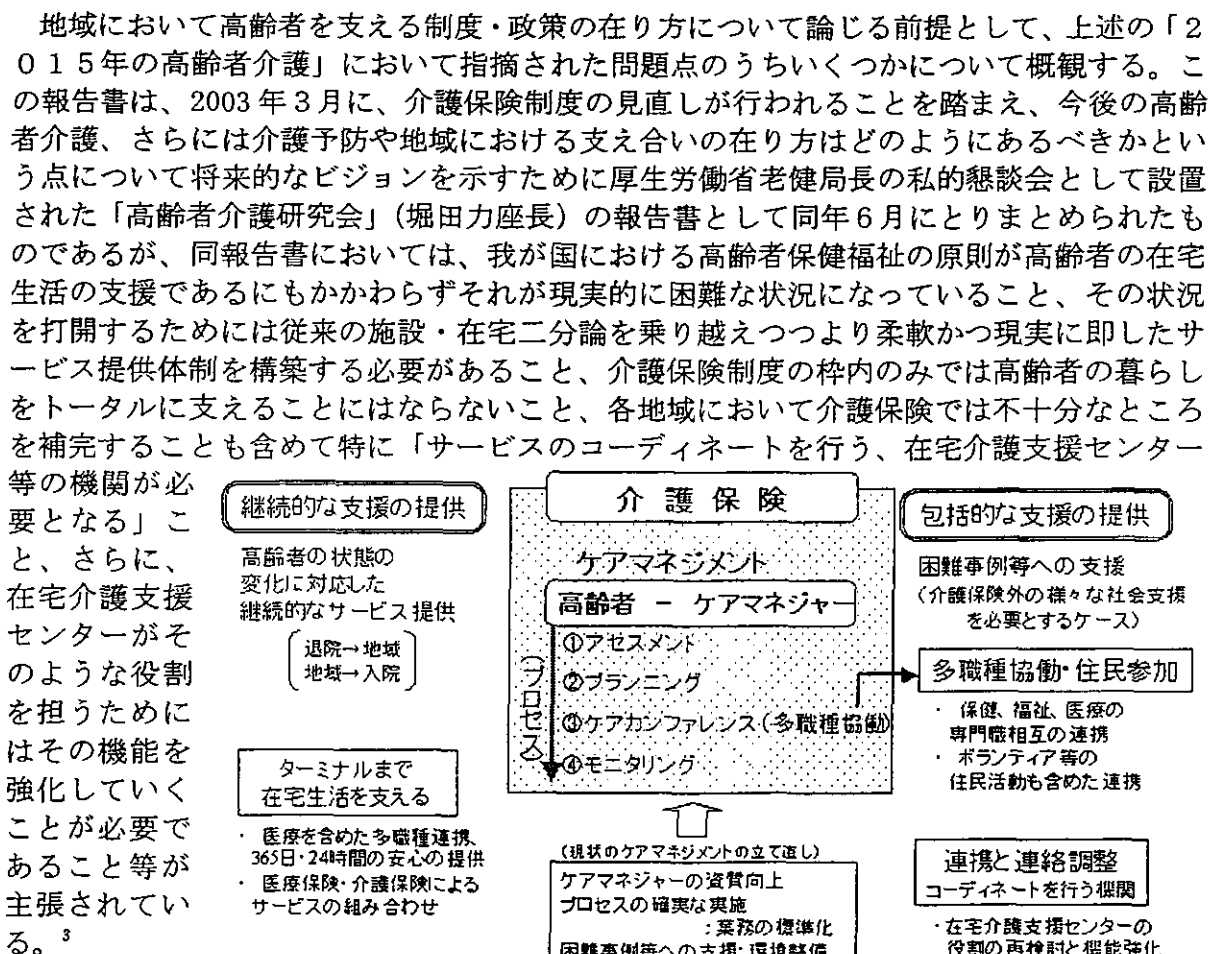 地域において高齢者を支える制度・政策の在り方について論じる前提として、上述の「２
０１５年の高齢者介護」において指摘された問題点のうちいくつかについて概観する。こ
の報告書は、2003 年３月に、介護保険制度の見直しが行われることを踏まえ、今後の高齢
者介護、さらには介護予防や地域における支え合いの在り方はどのようにあるべきかとい
う点について将来的なビジョンを示すために厚生労働省老健局長の私的懇談会として設置
された「高齢者介護研究会」（堀田力座長）の報告書として同年６月にとりまとめられたも
のであるが、同報告書においては、我が国における高齢者保健福祉の原則が高齢者の在宅
生活の支援であるにもかかわらずそれが現実的に困難な状況になっていること、その状況
を打開するためには従来の施設・在宅二分論を乗り越えつつより柔軟かつ現実に即したサ
ービス提供体制を構築する必要があること、介護保険制度の枠内のみでは高齢者の暮らし
をトータルに支えることにはならないこと、各地域において介護保険では不十分なところ
を補完することも含めて特に「サービスのコーディネートを行う、在宅介護支援センター
等の機関が必
要となる」こ
と、さらに、
在宅介護支援
センターがそ
のような役割
を担うために
はその機能を
強化していく
ことが必要で
あること等が
主張されてい
る。³
継続的な支援の提供
高齢者の状態の
変化に対応した
継続的なサービス提供
退院→地域
地域→入院
ターミナルまで
在宅生活を支える
・ 医療を含めた多職種連携、
365日・24時間の安心の提供
・ 医療保険・介護保険による
サービスの組み合わせ
介 護 保 険
ケアマネジメント
高齢者 － ケアマネジャー
（プロセス）
①アセスメント
②プランニング
③ケアカンファレンス（多職種協働）
④モニタリング
（現状のケアマネジメントの立て直し）
ケアマネジャーの資質向上
プロセスの確実な実施
：業務の標準化
困難事例等への支援：環境整備
包括的な支援の提供
困難事例等への支援
（介護保険外の様々な社会支援
を必要とするケース）
多職種協働・住民参加
・ 保健、福祉、医療の
専門職相互の連携
・ ボランティア等の
住民活動も含めた連携
連携と連絡調整
コーディネートを行う機関
・在宅介護支援センターの
役割の再検討と機能強化